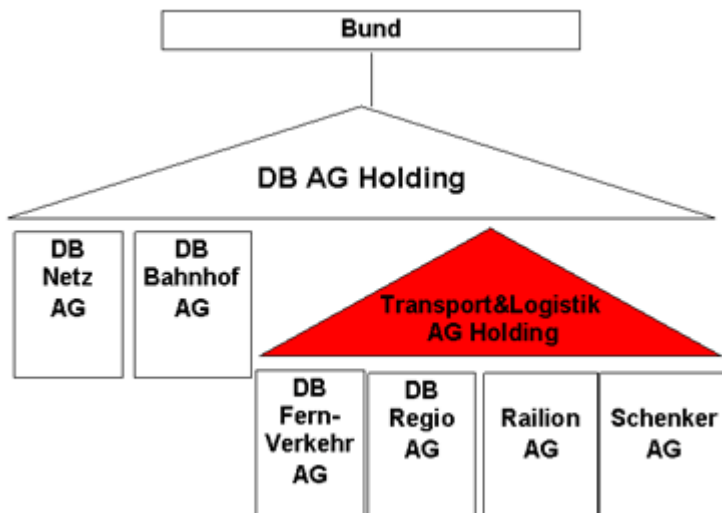 Bund
DB AG Holding
DB
Netz
AG
DB
Bahnhof
AG
Transport&Logistik
AG Holding
DB
Fern-
Verkehr
AG
DB
Regio
AG
Railion
AG
Schenker
AG